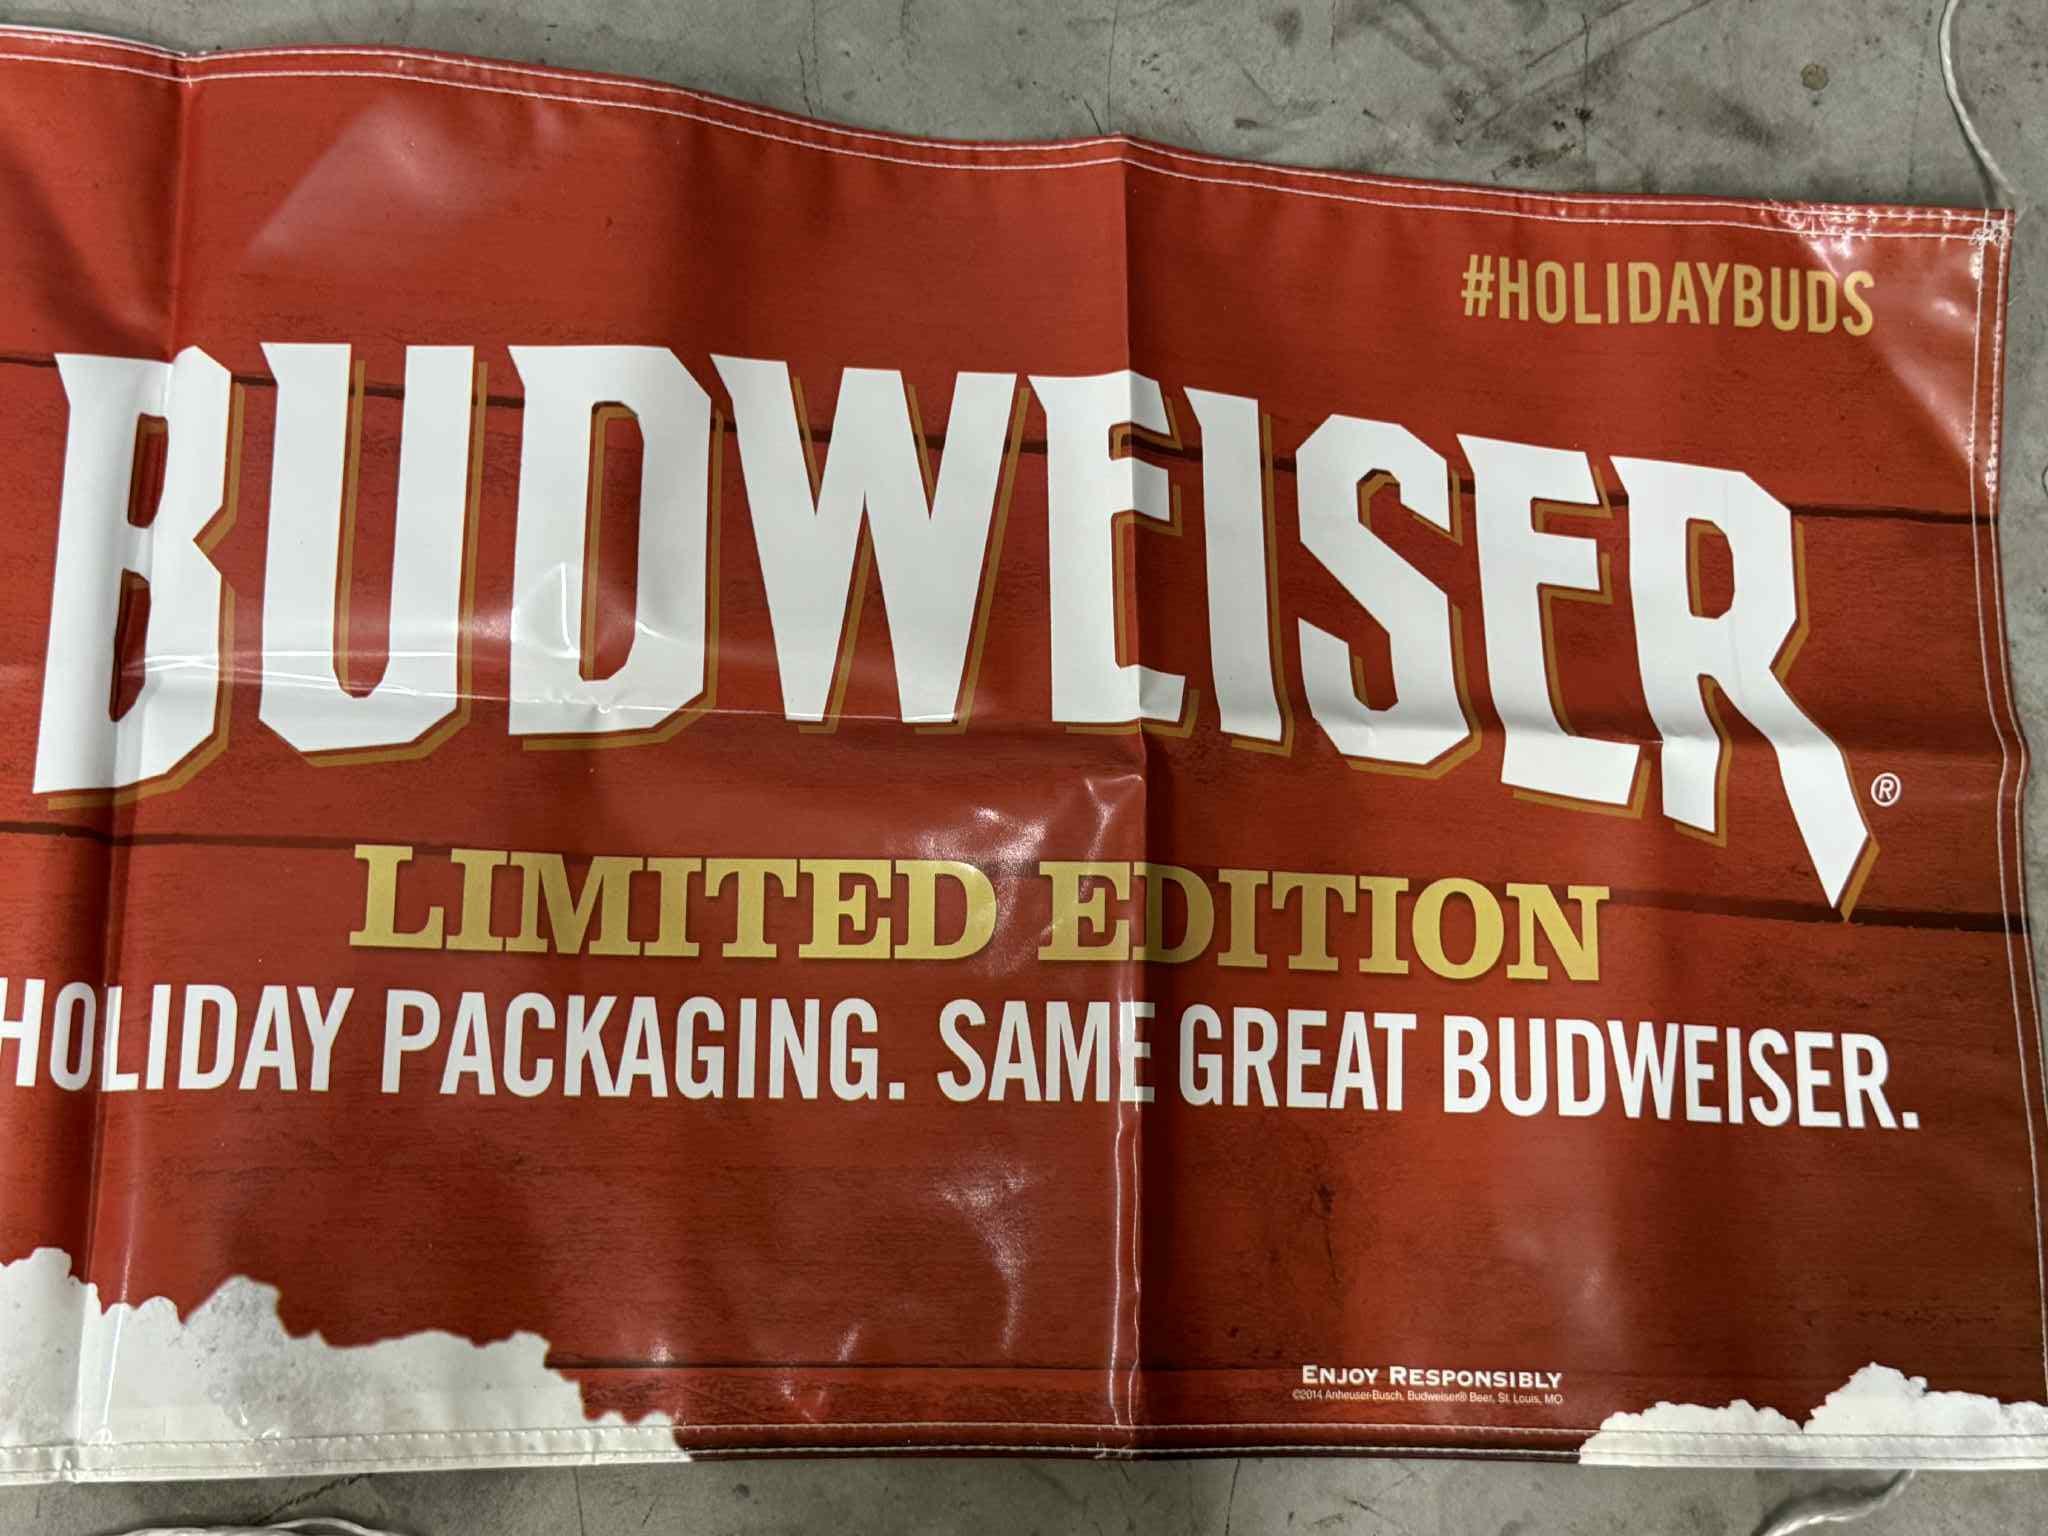 #HOLIDAYBUDS
BUDWEISER®
LIMITED EDITION
HOLIDAY PACKAGING. SAME GREAT BUDWEISER.
ENJOY RESPONSIBLY
©2014 Anheuser-Busch, Budweiser® Beer, St. Louis, MO